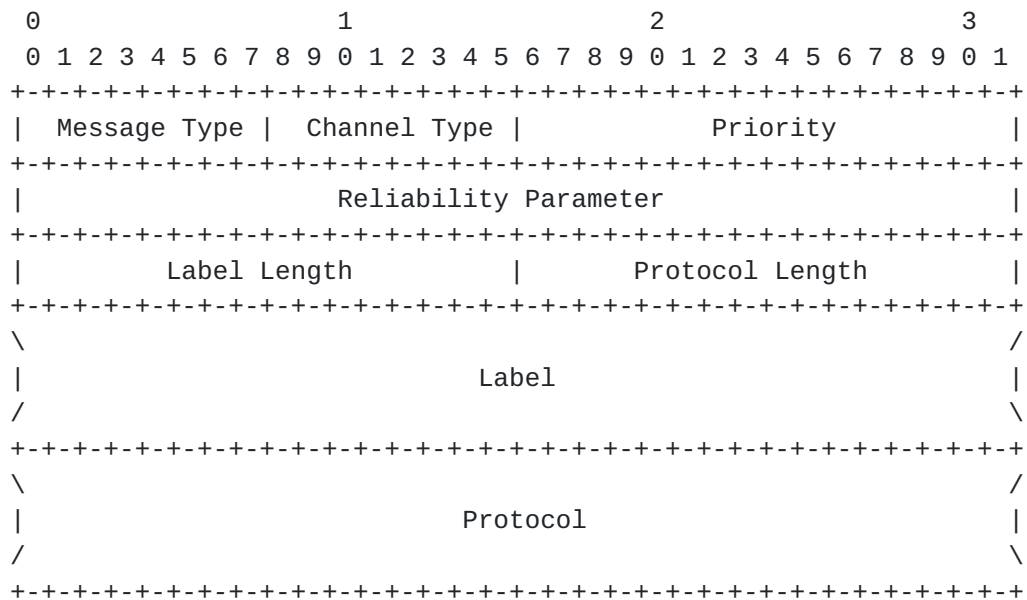 0                   1                   2                   3
 0 1 2 3 4 5 6 7 8 9 0 1 2 3 4 5 6 7 8 9 0 1 2 3 4 5 6 7 8 9 0 1
+-+-+-+-+-+-+-+-+-+-+-+-+-+-+-+-+-+-+-+-+-+-+-+-+-+-+-+-+-+-+-+-+
|  Message Type |  Channel Type |            Priority           |
+-+-+-+-+-+-+-+-+-+-+-+-+-+-+-+-+-+-+-+-+-+-+-+-+-+-+-+-+-+-+-+-+
|                    Reliability Parameter                      |
+-+-+-+-+-+-+-+-+-+-+-+-+-+-+-+-+-+-+-+-+-+-+-+-+-+-+-+-+-+-+-+-+
|         Label Length          |       Protocol Length         |
+-+-+-+-+-+-+-+-+-+-+-+-+-+-+-+-+-+-+-+-+-+-+-+-+-+-+-+-+-+-+-+-+
\                                                               /
|                             Label                             |
/                                                               \
+-+-+-+-+-+-+-+-+-+-+-+-+-+-+-+-+-+-+-+-+-+-+-+-+-+-+-+-+-+-+-+-+
\                                                               /
|                            Protocol                           |
/                                                               \
+-+-+-+-+-+-+-+-+-+-+-+-+-+-+-+-+-+-+-+-+-+-+-+-+-+-+-+-+-+-+-+-+